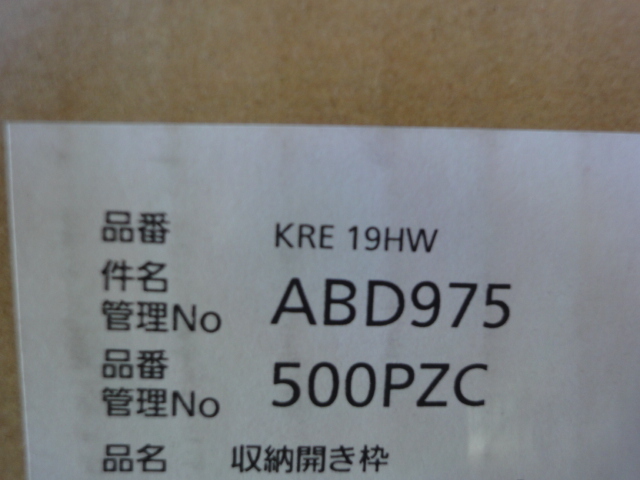 品番 KRE 19HW
件名
管理No ABD975
品番
管理No 500PZC
品名 収納開き枠